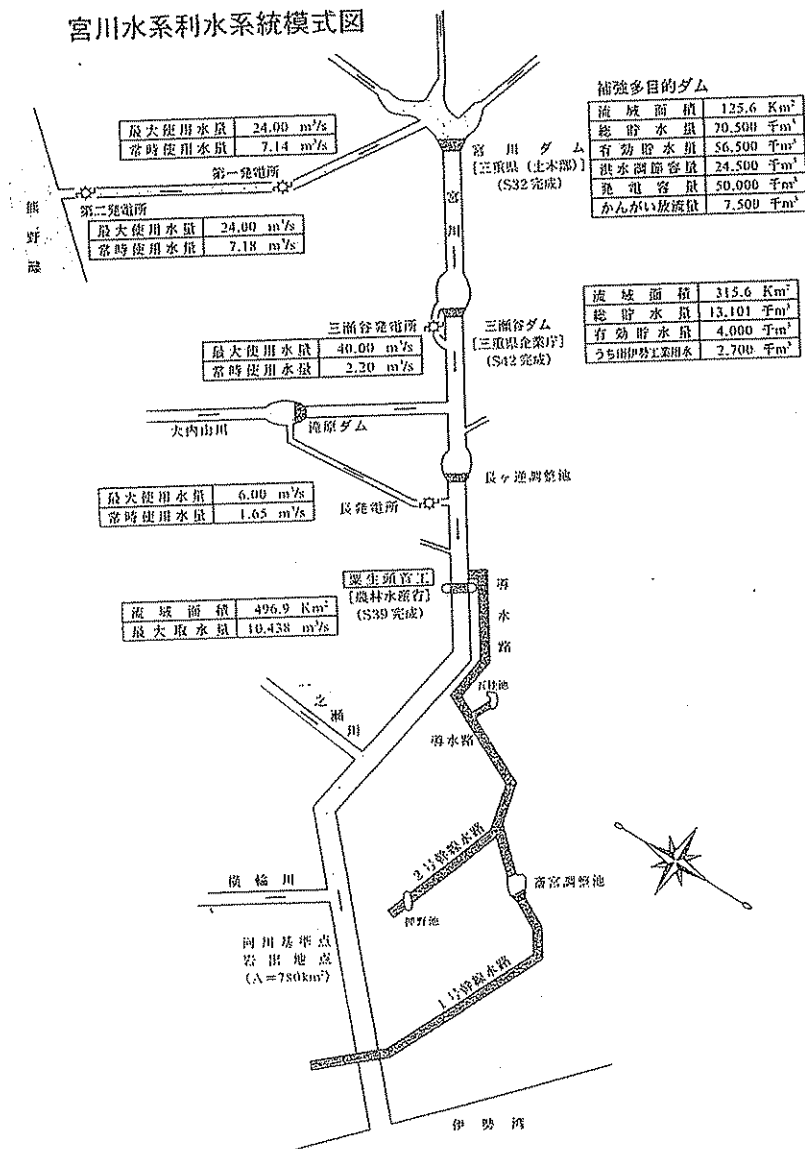 宮川水系利水系統模式図
補強多目的ダム
流域面積 125.6 Km²
総貯水量 70.500 千m³
有効貯水量 56,500 千m³
洪水調節容量 24,500 千m³
発電容量 50,000 千m³
かんがい放流量 7,500 千m³
最大使用水量 24.00 m³/s
常時使用水量 7.14 m³/s
第一発電所
宮川ダム
[三重県(土木部)]
(S32完成)
熊野灘
第二発電所
最大使用水量 24.00 m³/s
常時使用水量 7.18 m³/s
宮川
流域面積 315.6 Km²
総貯水量 13,101 千m³
有効貯水量 4,000 千m³
うち南伊勢工業用水 2.700 千m³
三瀬谷発電所
最大使用水量 40.00 m³/s
常時使用水量 2.20 m³/s
三瀬谷ダム
[三重県企業庁]
(S42完成)
大内山川
滝原ダム
長ヶ逆調整池
最大使用水量 6.00 m³/s
常時使用水量 1.65 m³/s
長発電所
粟生頭首工
[農林水産省]
(S39完成)
流域面積 496.9 Km²
最大取水量 10.438 m³/s
導水路
五桂池
導水路
一之瀬川
2号幹線水路
斎宮調整池
横輪川
河川基準点
岩出地点
(A=780km²)
1号幹線水路
伊勢湾